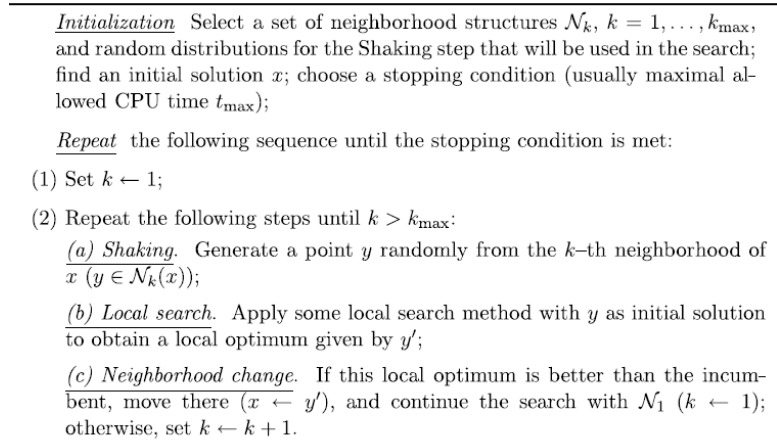 Initialization Select a set of neighborhood structures 𝒩ₖ, k = 1, . . . , kmax,
and random distributions for the Shaking step that will be used in the search;
find an initial solution x; choose a stopping condition (usually maximal al-
lowed CPU time tmax);
Repeat the following sequence until the stopping condition is met:
(1) Set k ← 1;
(2) Repeat the following steps until k > kmax:
(a) Shaking. Generate a point y randomly from the k–th neighborhood of
x (y ∈ 𝒩ₖ(x));
(b) Local search. Apply some local search method with y as initial solution
to obtain a local optimum given by y′;
(c) Neighborhood change. If this local optimum is better than the incum-
bent, move there (x ← y′), and continue the search with 𝒩₁ (k ← 1);
otherwise, set k ← k + 1.